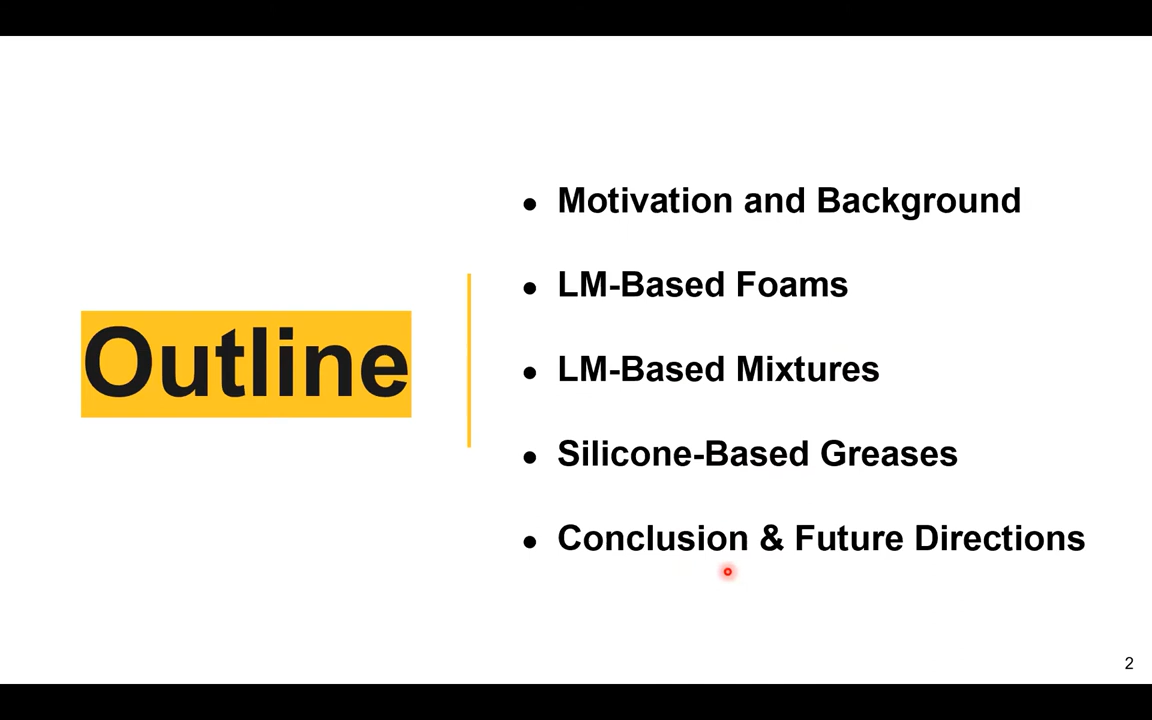 Outline
● Motivation and Background
● LM-Based Foams
● LM-Based Mixtures
● Silicone-Based Greases
● Conclusion & Future Directions
2